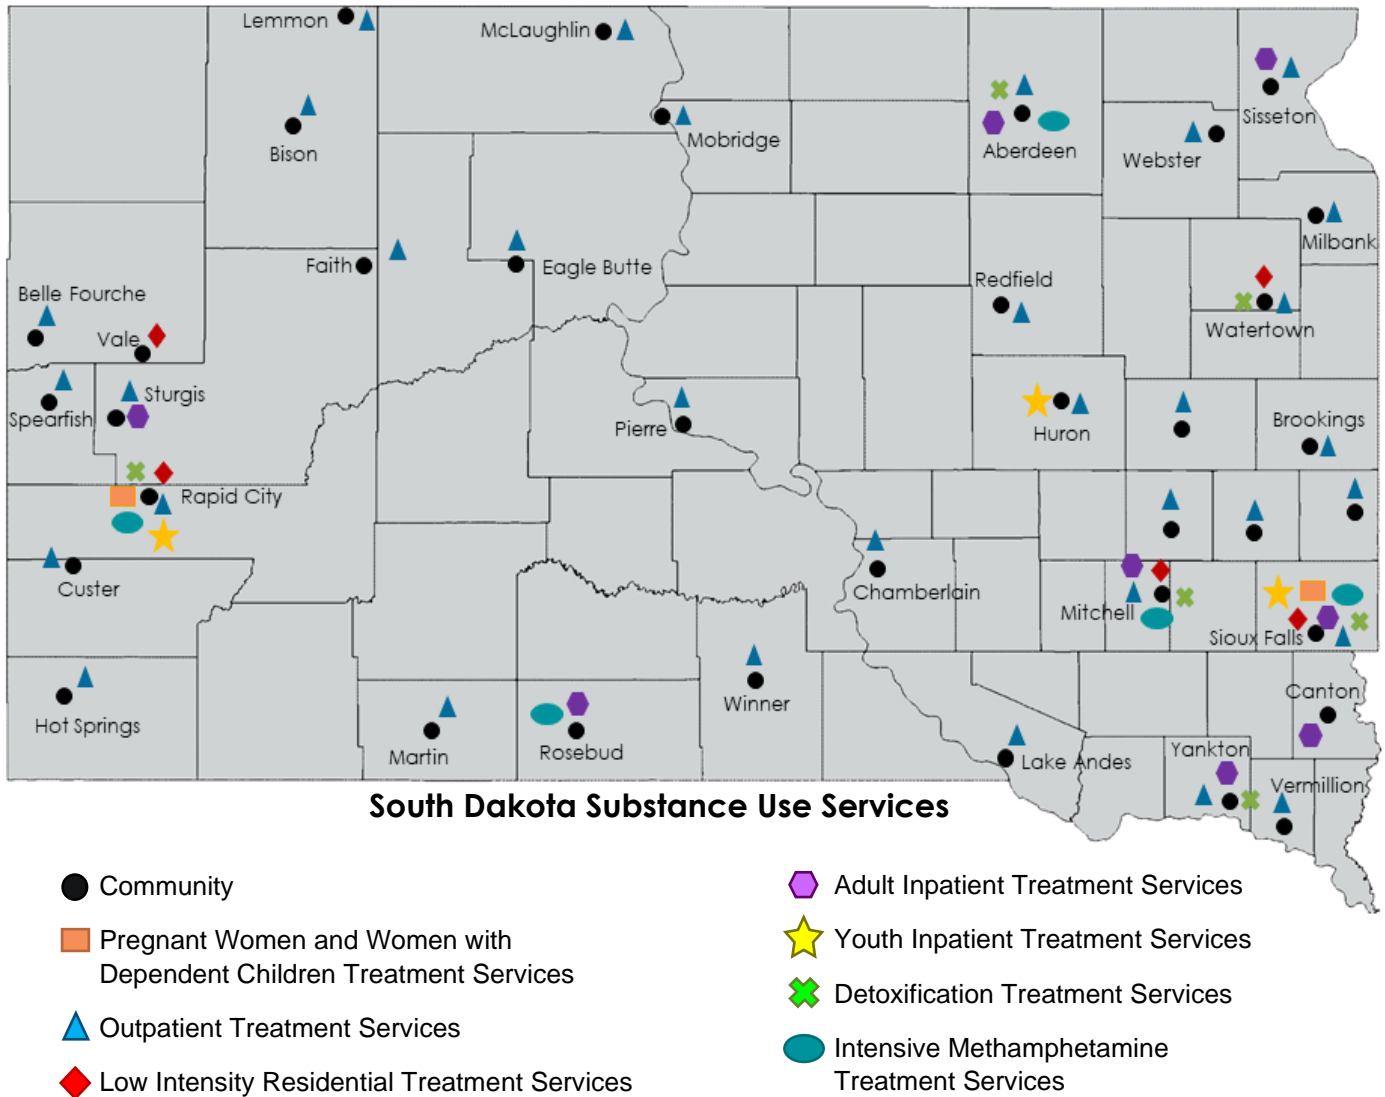 Lemmon
McLaughlin
Sisseton
Mobridge
Aberdeen
Bison
Webster
Milbank
Faith
Eagle Butte
Redfield
Belle Fourche
Watertown
Vale
Sturgis
Spearfish
Pierre
Huron
Brookings
Rapid City
Custer
Chamberlain
Mitchell
Sioux Falls
Canton
Winner
Hot Springs
Martin
Rosebud
Lake Andes
Yankton
Vermillion
South Dakota Substance Use Services
Community
Pregnant Women and Women with
Dependent Children Treatment Services
Outpatient Treatment Services
Low Intensity Residential Treatment Services
Adult Inpatient Treatment Services
Youth Inpatient Treatment Services
Detoxification Treatment Services
Intensive Methamphetamine
Treatment Services